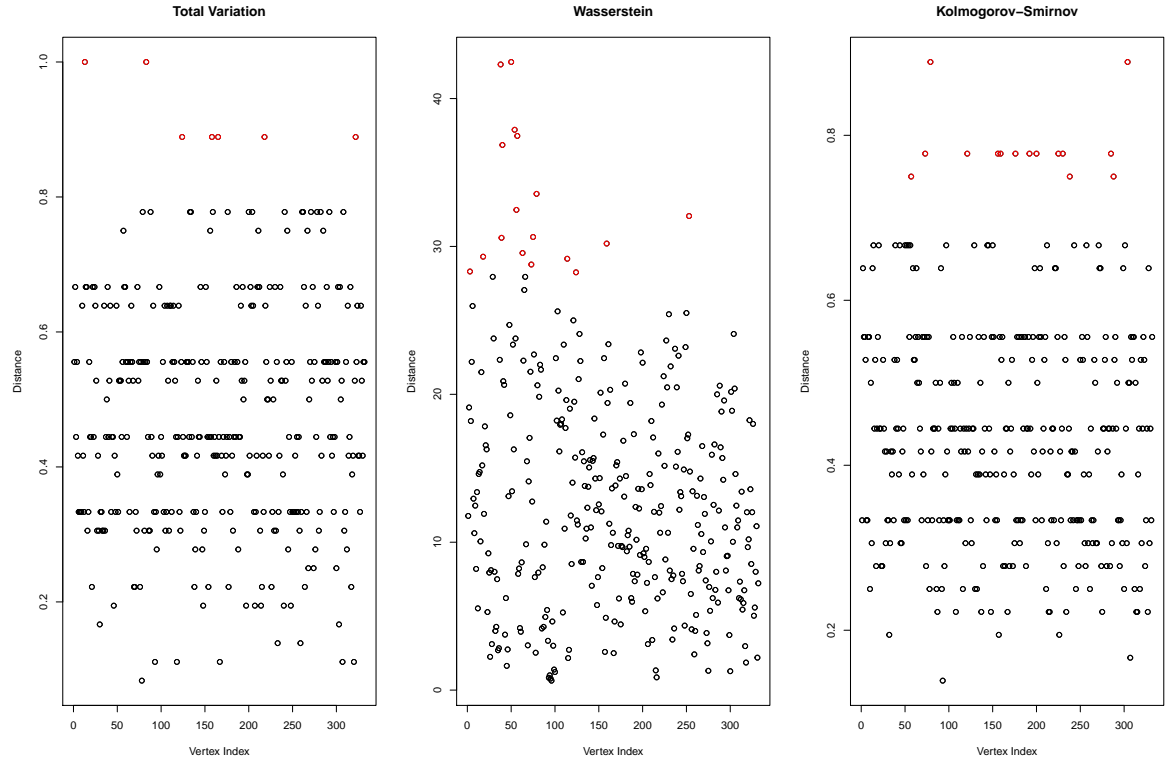 Total Variation
Wasserstein
Kolmogorov−Smirnov
Distance
1.0
0.8
0.6
0.4
0.2
0 50 100 150 200 250 300
Vertex Index
Distance
40
30
20
10
0
0 50 100 150 200 250 300
Vertex Index
Distance
0.8
0.6
0.4
0.2
0 50 100 150 200 250 300
Vertex Index